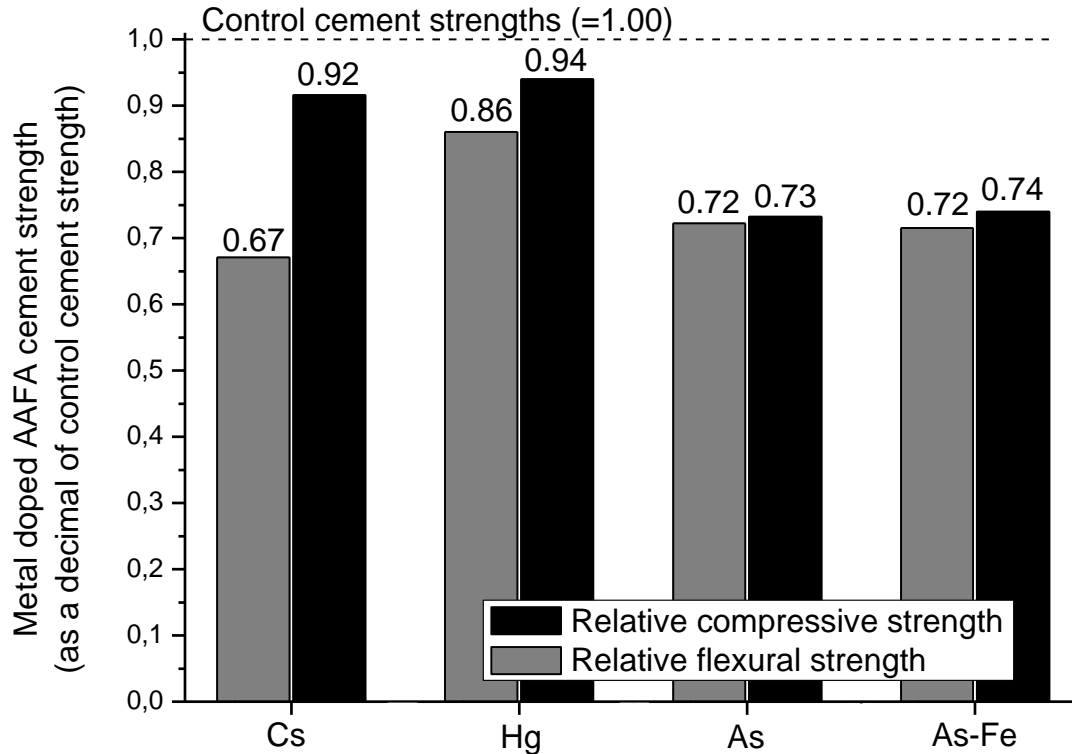 Control cement strengths (=1.00)
Metal doped AAFA cement strength
(as a decimal of control cement strength)
1,0
0,9
0,8
0,7
0,6
0,5
0,4
0,3
0,2
0,1
0,0
0.67
0.92
0.86
0.94
0.72
0.73
0.72
0.74
Relative compressive strength
Relative flexural strength
Cs
Hg
As
As-Fe